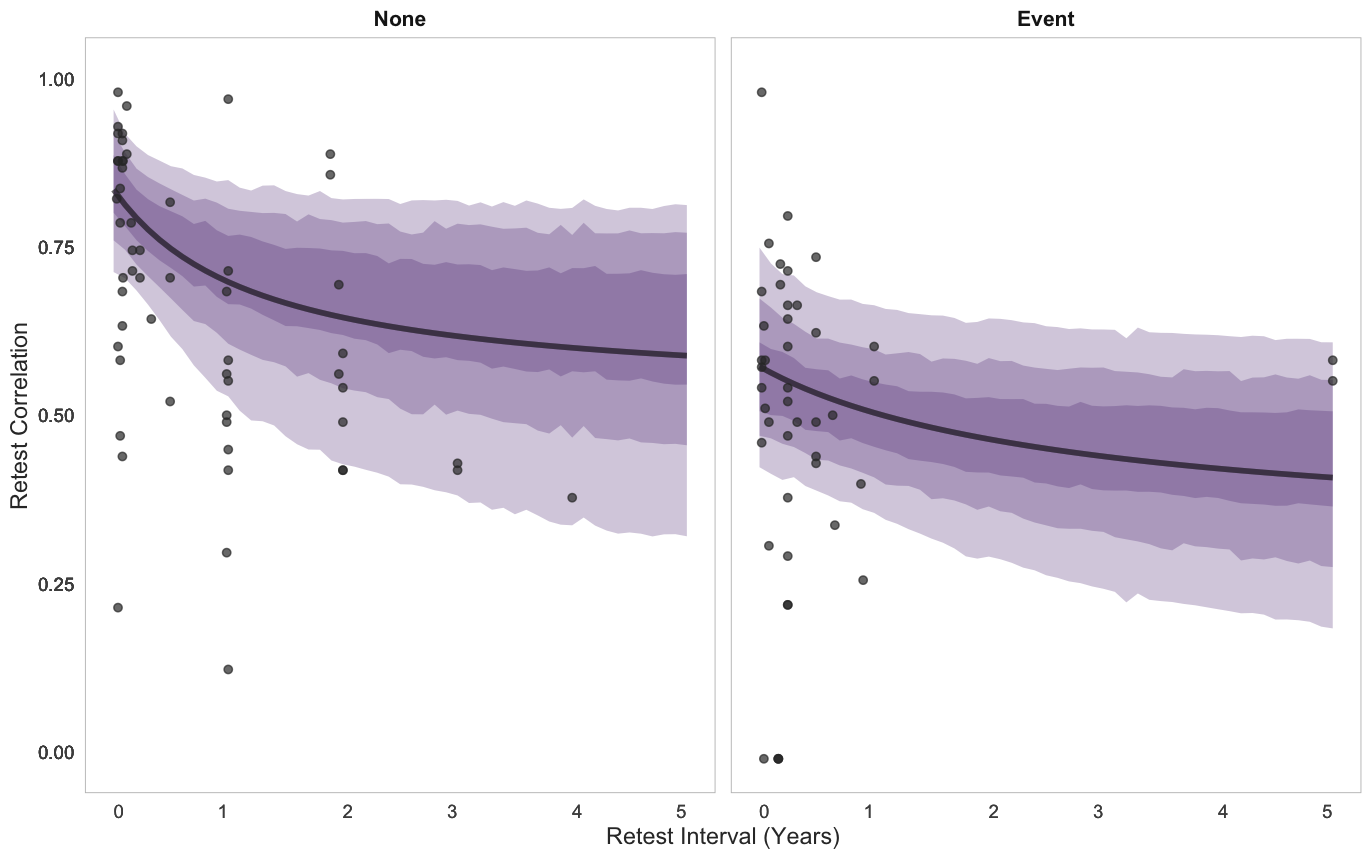 None Event
Retest Correlation
1.00
0.75
0.50
0.25
0.00
0 1 2 3 4 5 0 1 2 3 4 5
Retest Interval (Years)